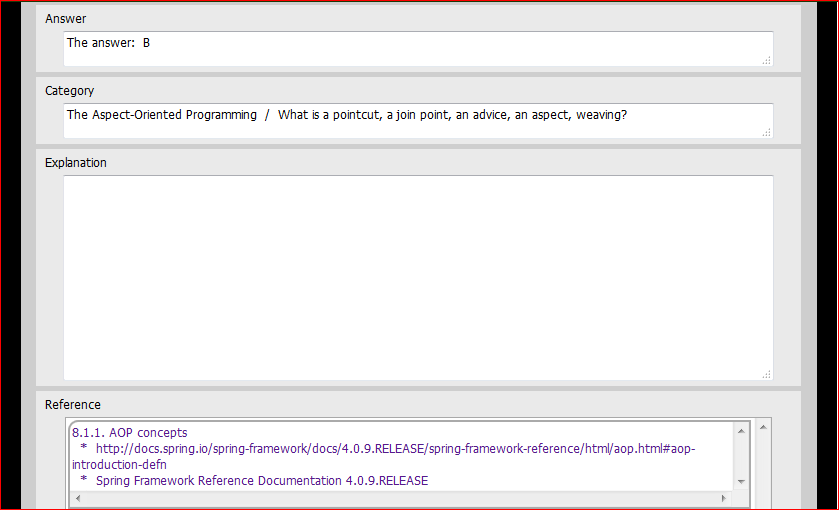 Answer
The answer:  B
Category
The Aspect-Oriented Programming  /  What is a pointcut, a join point, an advice, an aspect, weaving?
Explanation
Reference
8.1.1. AOP concepts
*  http://docs.spring.io/spring-framework/docs/4.0.9.RELEASE/spring-framework-reference/html/aop.html#aop-
introduction-defn
*  Spring Framework Reference Documentation 4.0.9.RELEASE